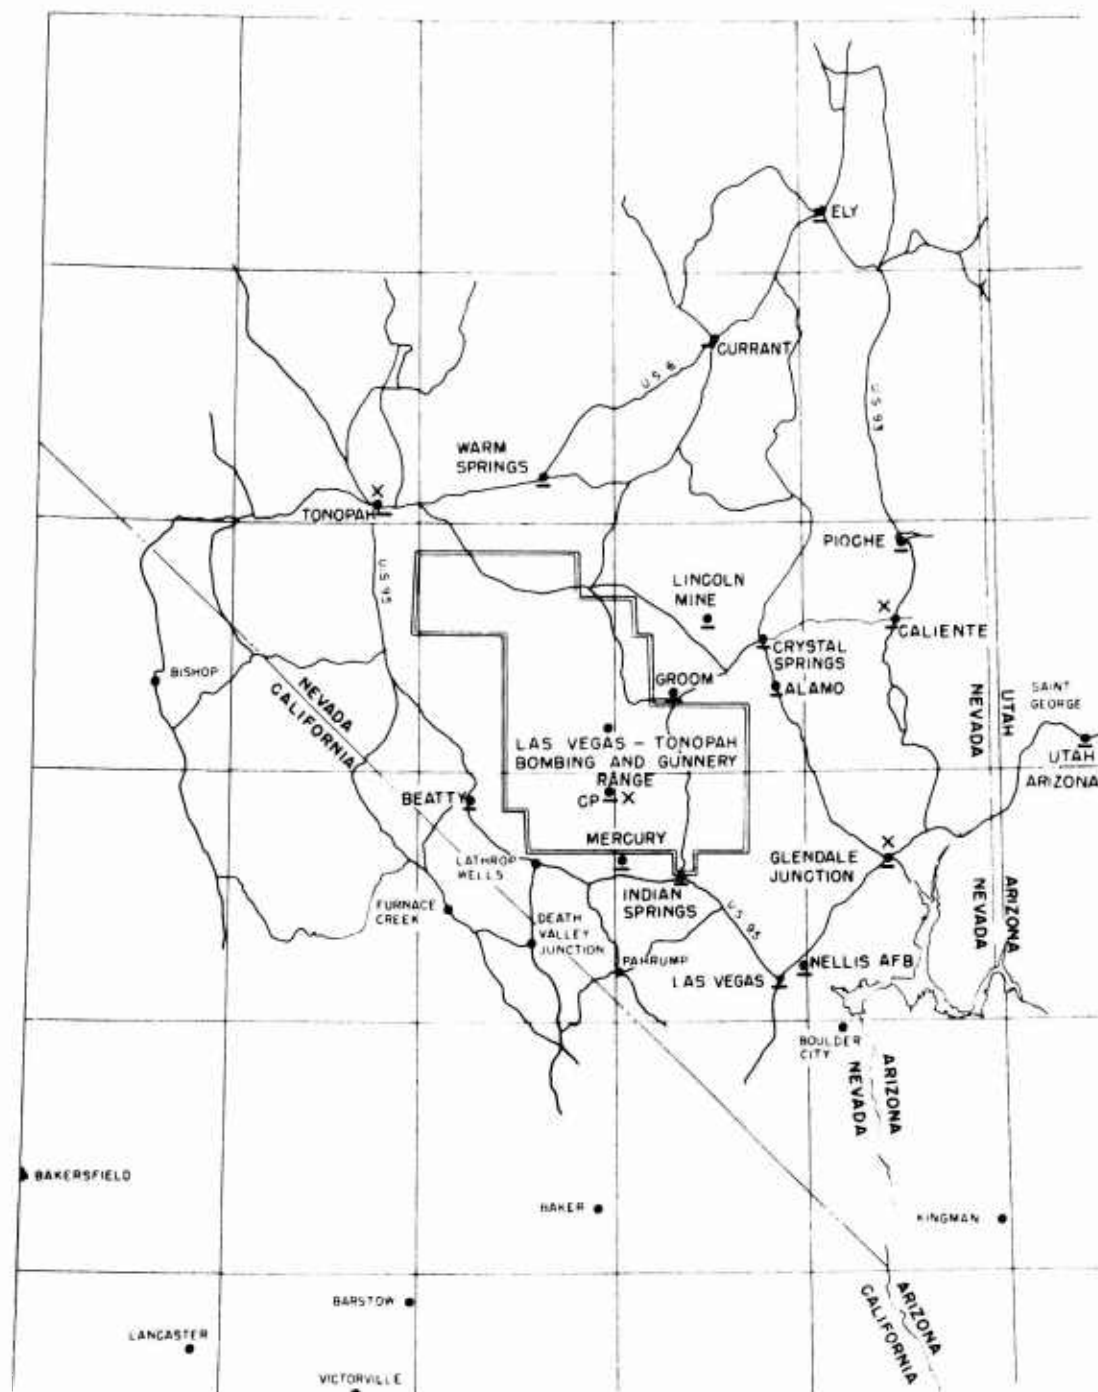 ELY
CURRANT
U S 6
U S 93
WARM
SPRINGS
TONOPAH
PIOCHE
U S 95
LINCOLN
MINE
CALIENTE
CRYSTAL
SPRINGS
BISHOP
GROOM
ALAMO
NEVADA
CALIFORNIA
UTAH
NEVADA
SAINT
GEORGE
LAS VEGAS - TONOPAH
BOMBING AND GUNNERY
RANGE
UTAH
ARIZONA
BEATTY
CP
MERCURY
LATHROP
WELLS
GLENDALE
JUNCTION
FURNACE
CREEK
INDIAN
SPRINGS
DEATH
VALLEY
JUNCTION
U S 95
ARIZONA
NEVADA
PAHRUMP
LAS VEGAS
NELLIS AFB
BOULDER
CITY
ARIZONA
NEVADA
BAKERSFIELD
BAKER
KINGMAN
BARSTOW
ARIZONA
CALIFORNIA
LANCASTER
VICTORVILLE